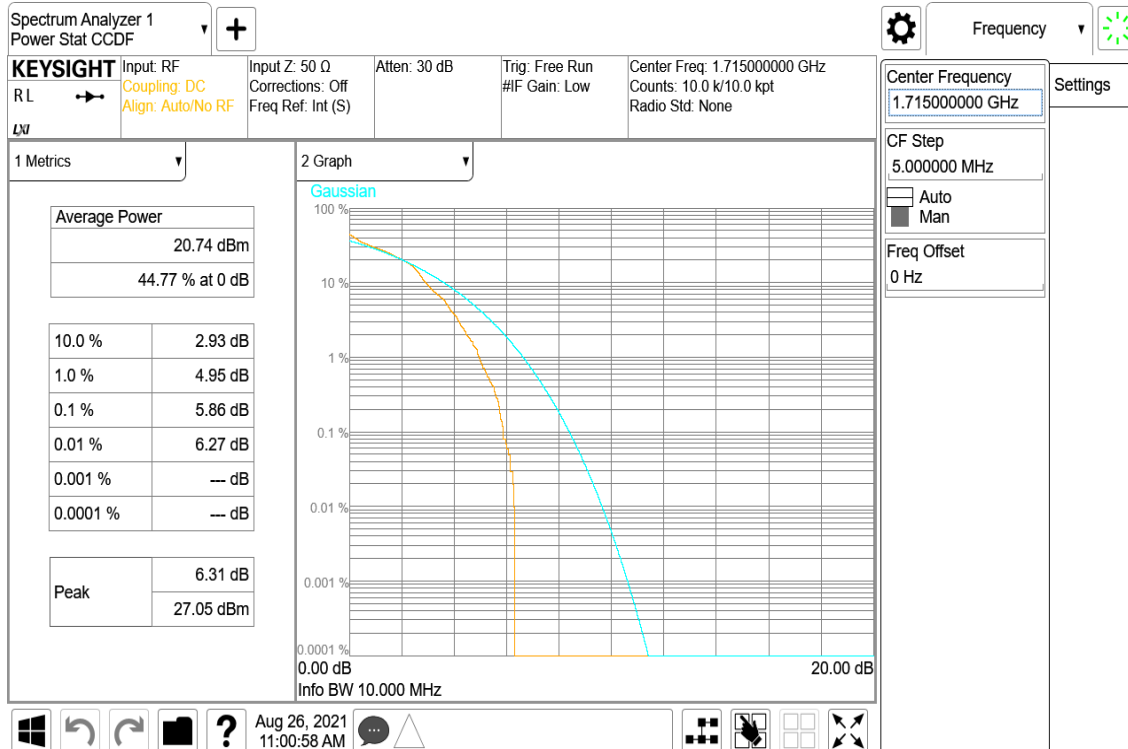 Spectrum Analyzer 1
Power Stat CCDF
Frequency
KEYSIGHT
RL
LXI
Input: RF
Coupling: DC
Align: Auto/No RF
Input Z: 50 Ω
Corrections: Off
Freq Ref: Int (S)
Atten: 30 dB
Trig: Free Run
#IF Gain: Low
Center Freq: 1.715000000 GHz
Counts: 10.0 k/10.0 kpt
Radio Std: None
Center Frequency
1.715000000 GHz
Settings
CF Step
5.000000 MHz
Auto
Man
Freq Offset
0 Hz
1 Metrics
Average Power
20.74 dBm
44.77 % at 0 dB
10.0 % 2.93 dB
1.0 % 4.95 dB
0.1 % 5.86 dB
0.01 % 6.27 dB
0.001 % --- dB
0.0001 % --- dB
Peak
6.31 dB
27.05 dBm
2 Graph
Gaussian
100 %
10 %
1 %
0.1 %
0.01 %
0.001 %
0.0001 %
0.00 dB 20.00 dB
Info BW 10.000 MHz
?
Aug 26, 2021
11:00:58 AM